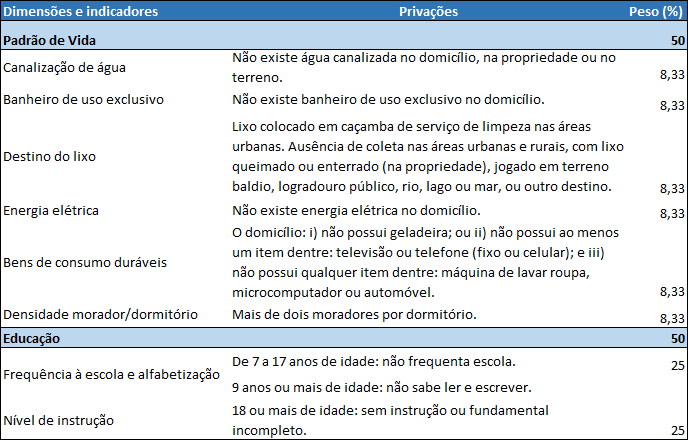 Dimensões e indicadores Privações Peso (%)
Padrão de Vida 50
Canalização de água Não existe água canalizada no domicílio, na propriedade ou no
terreno. 8,33
Banheiro de uso exclusivo Não existe banheiro de uso exclusivo no domicílio. 8,33
Lixo colocado em caçamba de serviço de limpeza nas áreas
urbanas. Ausência de coleta nas áreas urbanas e rurais, com lixo
Destino do lixo queimado ou enterrado (na propriedade), jogado em terreno
baldio, logradouro público, rio, lago ou mar, ou outro destino. 8,33
Energia elétrica Não existe energia elétrica no domicílio. 8,33
O domicílio: i) não possui geladeira; ou ii) não possui ao menos
um item dentre: televisão ou telefone (fixo ou celular); e iii)
Bens de consumo duráveis não possui qualquer item dentre: máquina de lavar roupa,
microcomputador ou automóvel. 8,33
Densidade morador/dormitório Mais de dois moradores por dormitório. 8,33
Educação 50
De 7 a 17 anos de idade: não frequenta escola. 25
Frequência à escola e alfabetização
9 anos ou mais de idade: não sabe ler e escrever.
18 ou mais de idade: sem instrução ou fundamental
Nível de instrução incompleto. 25